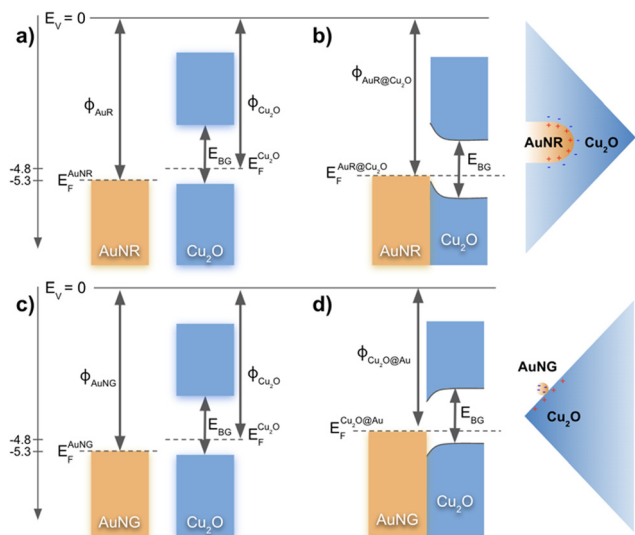 E_V = 0
a)
b)
ϕ_AuR
ϕ_Cu₂O
ϕ_AuR@Cu₂O
AuNR
Cu₂O
E_BG
E_F^Cu₂O
-4.8
-5.3
E_F^AuNR
E_F^AuR@Cu₂O
E_BG
AuNR
Cu₂O
Cu₂O
E_V = 0
c)
d)
ϕ_AuNG
ϕ_Cu₂O
ϕ_Cu₂O@Au
AuNG
Cu₂O
E_BG
E_F^Cu₂O
-4.8
-5.3
E_F^AuNG
E_F^Cu₂O@Au
E_BG
AuNG
Cu₂O
AuNG
Cu₂O